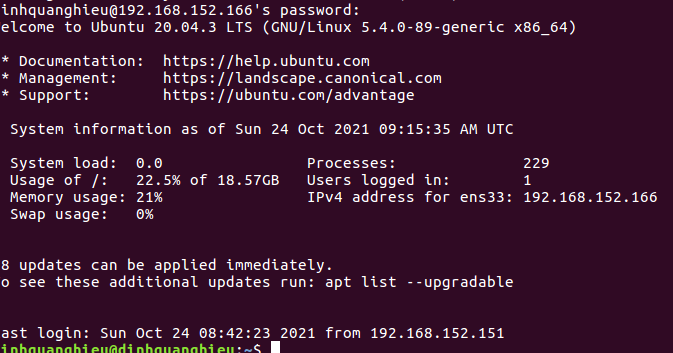 inhquanghieu@192.168.152.166's password:
elcome to Ubuntu 20.04.3 LTS (GNU/Linux 5.4.0-89-generic x86_64)
* Documentation:  https://help.ubuntu.com
* Management:     https://landscape.canonical.com
* Support:        https://ubuntu.com/advantage
System information as of Sun 24 Oct 2021 09:15:35 AM UTC
System load:  0.0                Processes:              229
Usage of /:   22.5% of 18.57GB   Users logged in:        1
Memory usage: 21%                IPv4 address for ens33: 192.168.152.166
Swap usage:   0%
8 updates can be applied immediately.
o see these additional updates run: apt list --upgradable
ast login: Sun Oct 24 08:42:23 2021 from 192.168.152.151
inhquanghieu@dinhquanghieu:~$